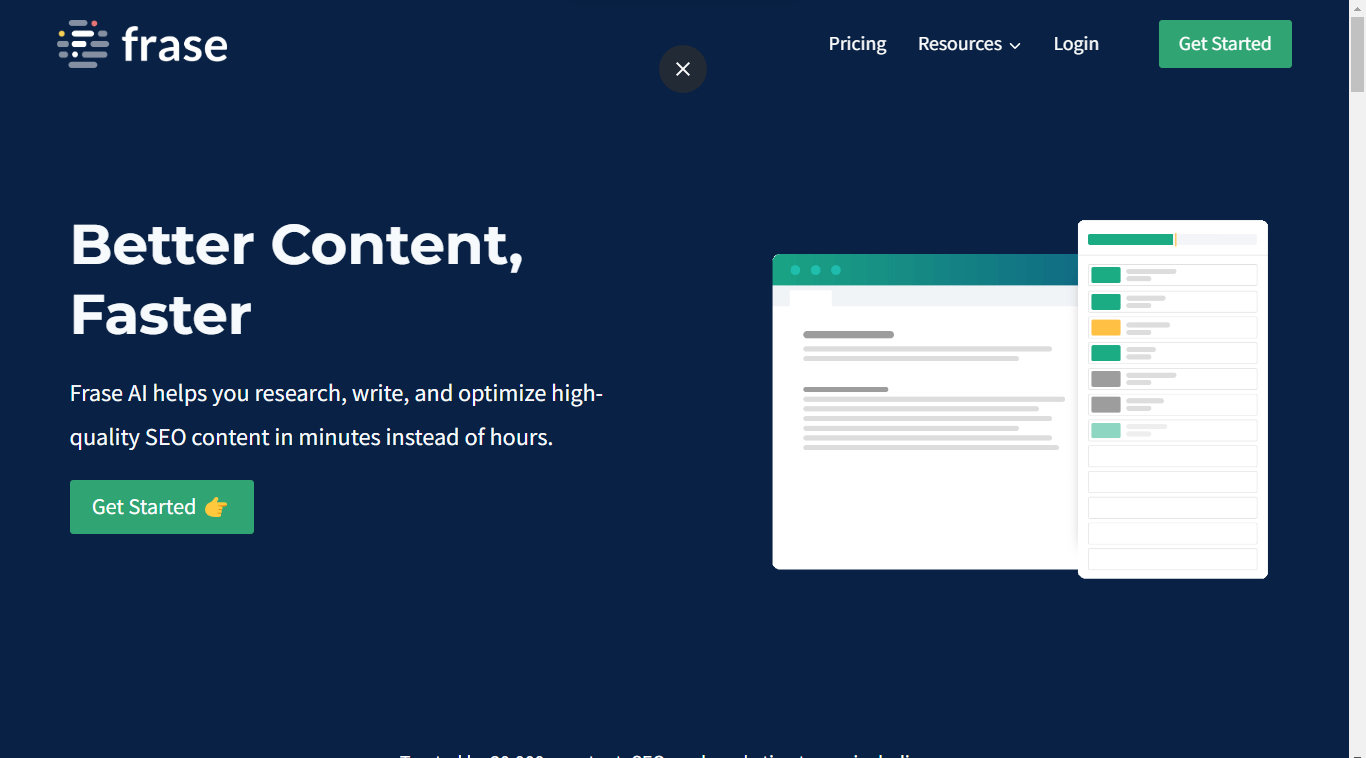 frase
Pricing
Resources
Login
Get Started
Better Content,
Faster
Frase AI helps you research, write, and optimize high-
quality SEO content in minutes instead of hours.
Get Started 👉